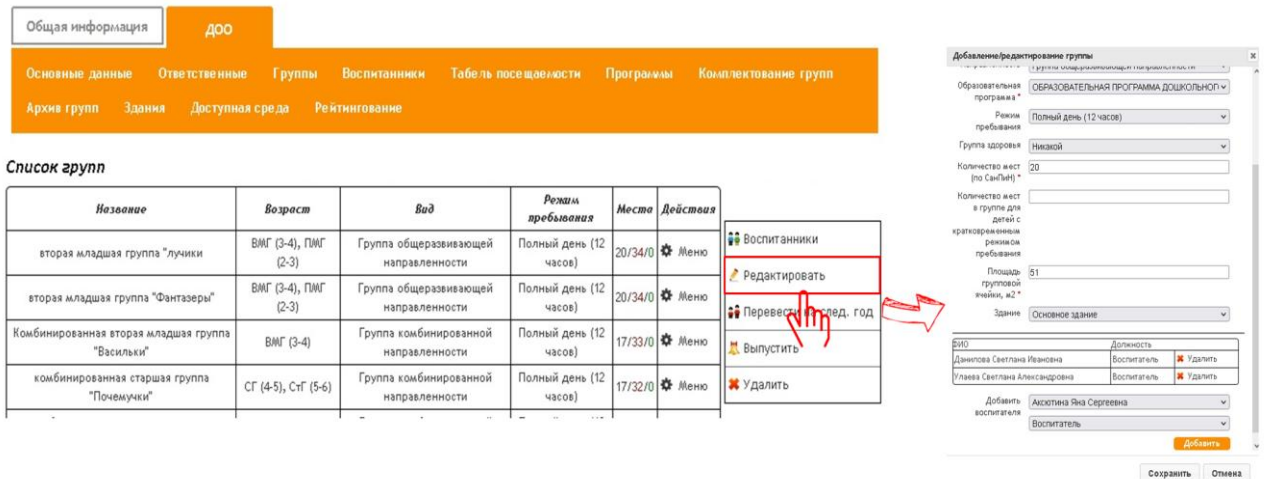 Общая информация
ДОО
Основные данные Ответственные Группы Воспитанники Табель посещаемости Программы Комплектование групп
Архив групп Здания Доступная среда Рейтингование
Список групп
Название Возраст Вид Режим пребывания Места Действия
вторая младшая группа "лучики ВМГ (3-4), ПМГ (2-3) Группа общеразвивающей направленности Полный день (12 часов) 20/34/0 Меню
вторая младшая группа "Фантазеры" ВМГ (3-4), ПМГ (2-3) Группа общеразвивающей направленности Полный день (12 часов) 20/34/0 Меню
Комбинированная вторая младшая группа "Васильки" ВМГ (3-4) Группа комбинированной направленности Полный день (12 часов) 17/33/0 Меню
комбинированная старшая группа "Почемучки" СГ (4-5), СтГ (5-6) Группа комбинированной направленности Полный день (12 часов) 17/32/0 Меню
Воспитанники
Редактировать
Перевести след. год
Выпустить
Удалить
Добавление/редактирование группы
Образовательная программа * ОБРАЗОВАТЕЛЬНАЯ ПРОГРАММА ДОШКОЛЬНОГ
Режим пребывания Полный день (12 часов)
Группа здоровья Никакой
Количество мест (по СанПиН) * 20
Количество мест
в группе для
детей с
кратковременным
режимом
пребывания
Площадь групповой ячейки, м2 * 51
Здание Основное здание
ФИО Должность
Данилова Светлана Ивановна Воспитатель Удалить
Улаева Светлана Александровна Воспитатель Удалить
Добавить воспитателя Аксютина Яна Сергеевна
Воспитатель
Добавить
Сохранить Отмена